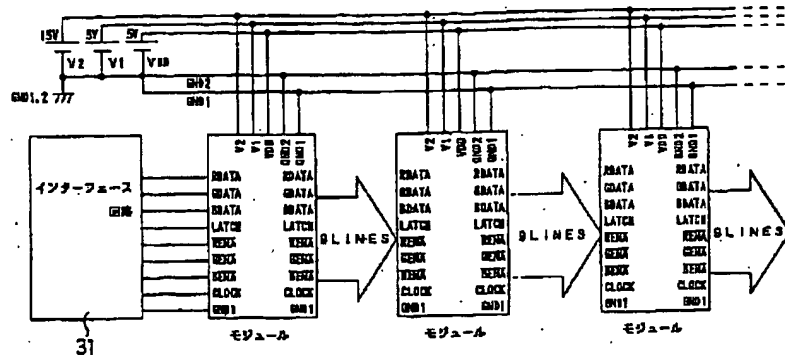 15V 5V 5V
V2 V1 VDD
GND1.2
GND2
GND1
インターフェース
回路
31
V2 V1 VDD GND2 GND1
RDATA RDATA
GDATA GDATA
BDATA BDATA
LATCH LATCH
RENA RENA
GENA GENA
BENA BENA
CLOCK CLOCK
GND1 GND1
モジュール
9LINES
V2 V1 VDD GND2 GND1
RDATA RDATA
GDATA GDATA
BDATA BDATA
LATCH LATCH
RENA RENA
GENA GENA
BENA BENA
CLOCK CLOCK
GND1 GND1
モジュール
9LINES
V2 V1 VDD GND2 GND1
RDATA RDATA
GDATA GDATA
BDATA BDATA
LATCH LATCH
RENA RENA
GENA GENA
BENA BENA
CLOCK CLOCK
GND1 GND1
モジュール